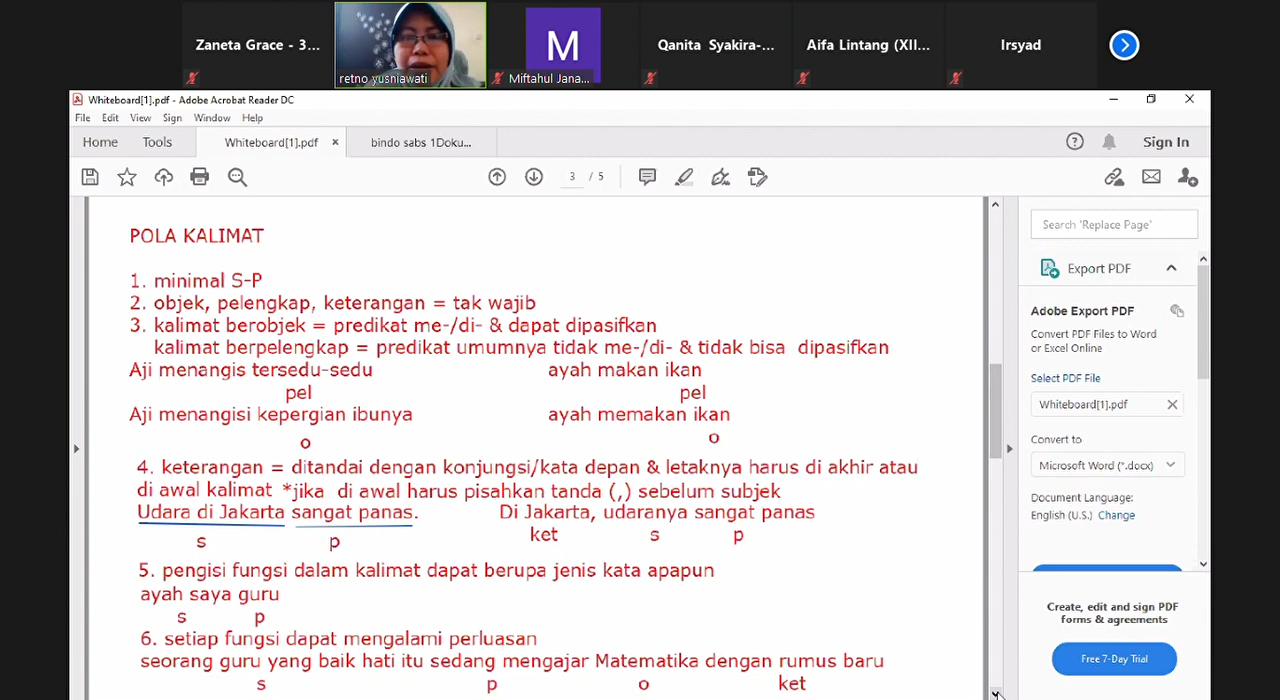 Zaneta Grace - 3...
retno yusniawati
M
Miftahul Jana...
Qanita Syakira-...
Aifa Lintang (XII...
Irsyad
Whiteboard[1].pdf - Adobe Acrobat Reader DC
File Edit View Sign Window Help
Home Tools Whiteboard[1].pdf × bindo sabs 1Doku... Sign In
3 / 5
POLA KALIMAT
1. minimal S-P
2. objek, pelengkap, keterangan = tak wajib
3. kalimat berobjek = predikat me-/di- & dapat dipasifkan
kalimat berpelengkap = predikat umumnya tidak me-/di- & tidak bisa dipasifkan
Aji menangis tersedu-sedu ayah makan ikan
pel pel
Aji menangisi kepergian ibunya ayah memakan ikan
o o
4. keterangan = ditandai dengan konjungsi/kata depan & letaknya harus di akhir atau
di awal kalimat *jika di awal harus pisahkan tanda (,) sebelum subjek
Udara di Jakarta sangat panas. Di Jakarta, udaranya sangat panas
s p ket s p
5. pengisi fungsi dalam kalimat dapat berupa jenis kata apapun
ayah saya guru
s p
6. setiap fungsi dapat mengalami perluasan
seorang guru yang baik hati itu sedang mengajar Matematika dengan rumus baru
s p o ket
Search 'Replace Page'
Export PDF
Adobe Export PDF
Convert PDF Files to Word
or Excel Online
Select PDF File
Whiteboard[1].pdf
Convert to
Microsoft Word (*.docx)
Document Language:
English (U.S.) Change
Create, edit and sign PDF
forms & agreements
Free 7-Day Trial